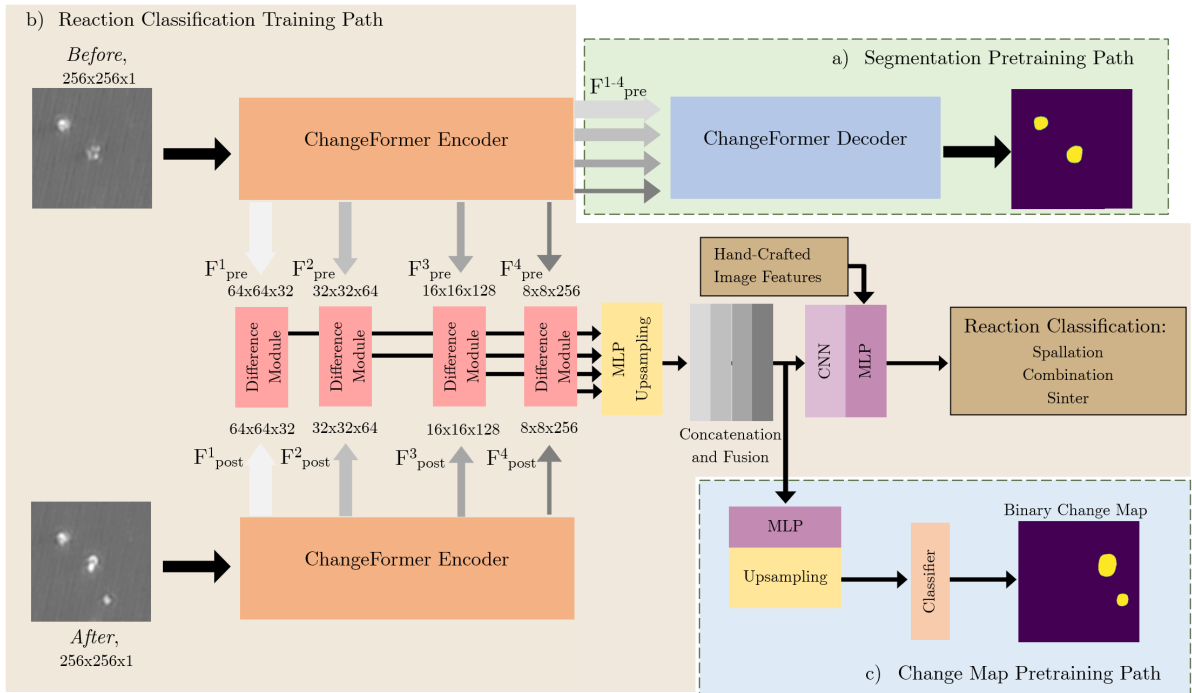 b) Reaction Classification Training Path
Before,
256x256x1
ChangeFormer Encoder
F1-4pre
a) Segmentation Pretraining Path
ChangeFormer Decoder
F1pre
F2pre
F3pre
F4pre
64x64x32
32x32x64
16x16x128
8x8x256
Difference
Module
Difference
Module
Difference
Module
Difference
Module
MLP
Upsampling
Concatenation
and Fusion
Hand-Crafted
Image Features
CNN
MLP
Reaction Classification:
Spallation
Combination
Sinter
64x64x32
32x32x64
16x16x128
8x8x256
F1post
F2post
F3post
F4post
ChangeFormer Encoder
After,
256x256x1
MLP
Upsampling
Classifier
Binary Change Map
c) Change Map Pretraining Path